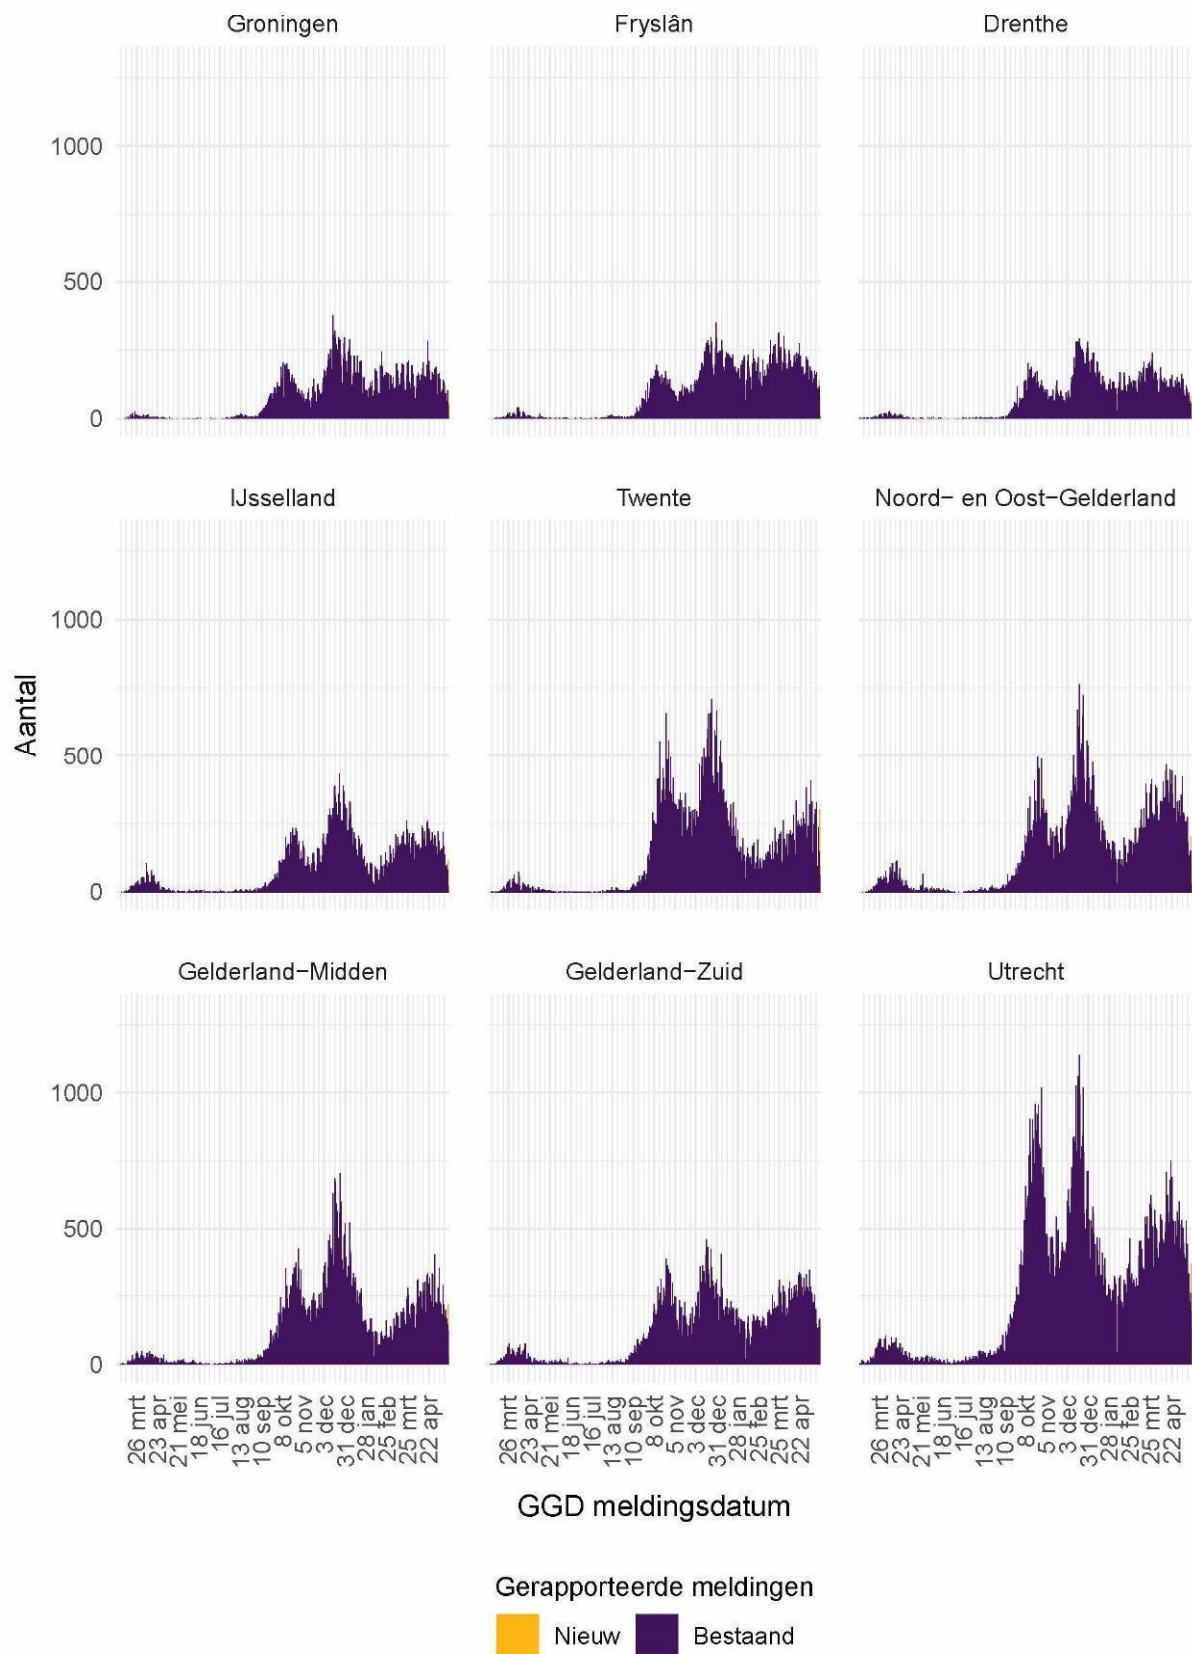 Groningen
Fryslân
Drenthe
1000
500
0
IJsselland
Twente
Noord- en Oost-Gelderland
1000
500
0
Aantal
Gelderland-Midden
Gelderland-Zuid
Utrecht
1000
500
0
26 mrt
23 apr
21 mei
18 jun
16 jul
13 aug
10 sep
8 okt
5 nov
3 dec
31 dec
28 jan
25 feb
25 mrt
22 apr
26 mrt
23 apr
21 mei
18 jun
16 jul
13 aug
10 sep
8 okt
5 nov
3 dec
31 dec
28 jan
25 feb
25 mrt
22 apr
26 mrt
23 apr
21 mei
18 jun
16 jul
13 aug
10 sep
8 okt
5 nov
3 dec
31 dec
28 jan
25 feb
25 mrt
22 apr
GGD meldingsdatum
Gerapporteerde meldingen
Nieuw
Bestaand